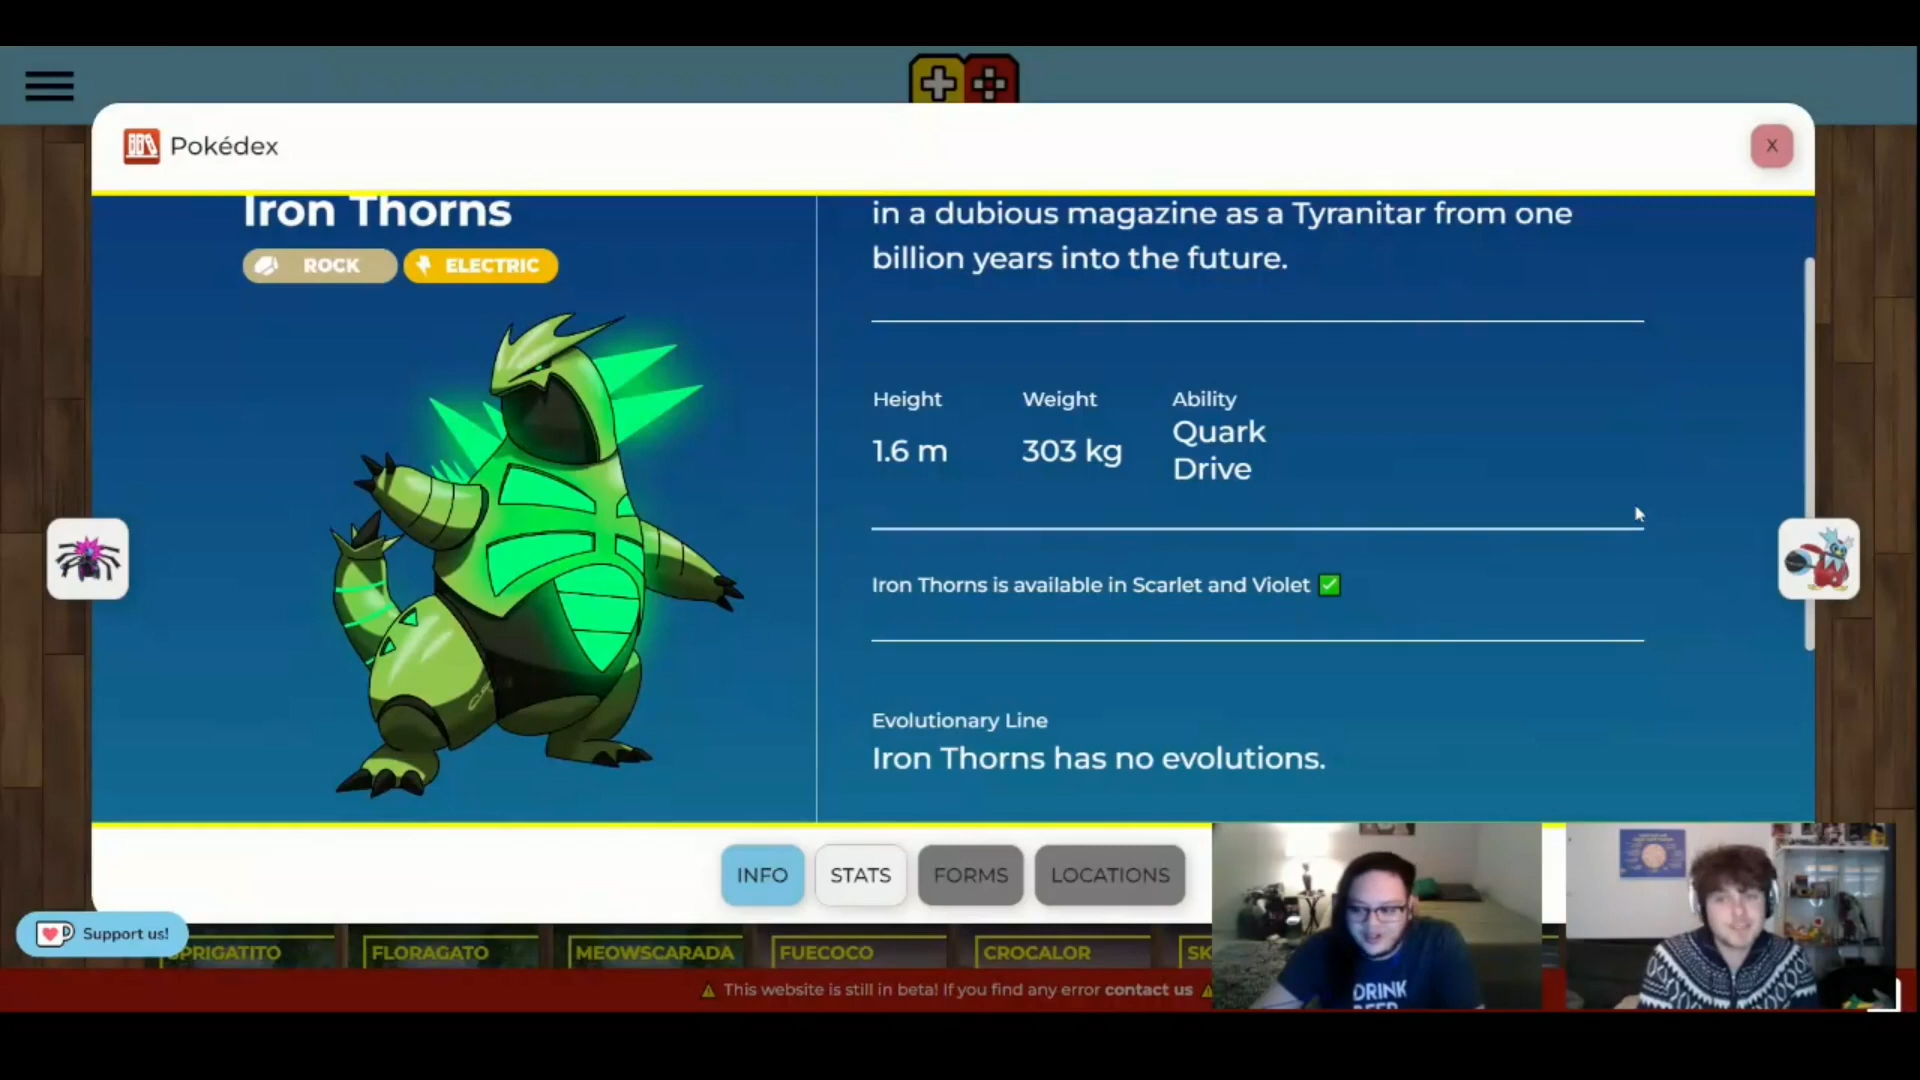 Pokédex
X
Iron Thorns
ROCK
ELECTRIC
in a dubious magazine as a Tyranitar from one
billion years into the future.
Height
Weight
Ability
1.6 m
303 kg
Quark
Drive
Iron Thorns is available in Scarlet and Violet
Evolutionary Line
Iron Thorns has no evolutions.
INFO
STATS
FORMS
LOCATIONS
Support us!
FLORAGATO
MEOWSCARADA
FUECOCO
CROCALOR
This website is still in beta! If you find any error contact us
DRINK